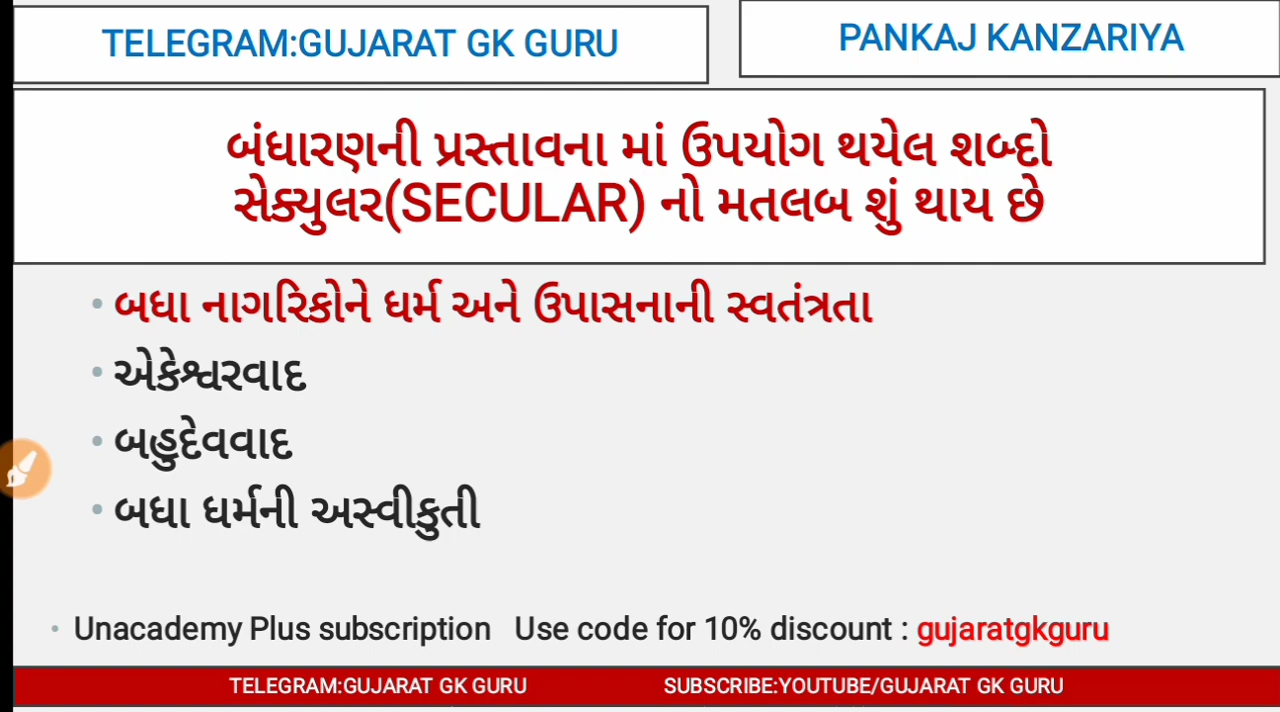 TELEGRAM:GUJARAT GK GURU
PANKAJ KANZARIYA
બંધારણની પ્રસ્તાવના માં ઉપયોગ થયેલ શબ્દો
સેક્યુલર(SECULAR) નો મતલબ શું થાય છે
• બધા નાગરિકોને ધર્મ અને ઉપાસનાની સ્વતંત્રતા
• એકેશ્વરવાદ
• બહુદેવવાદ
• બધા ધર્મની અસ્વીકુતી
• Unacademy Plus subscription Use code for 10% discount : gujaratgkguru
TELEGRAM:GUJARAT GK GURU SUBSCRIBE:YOUTUBE/GUJARAT GK GURU